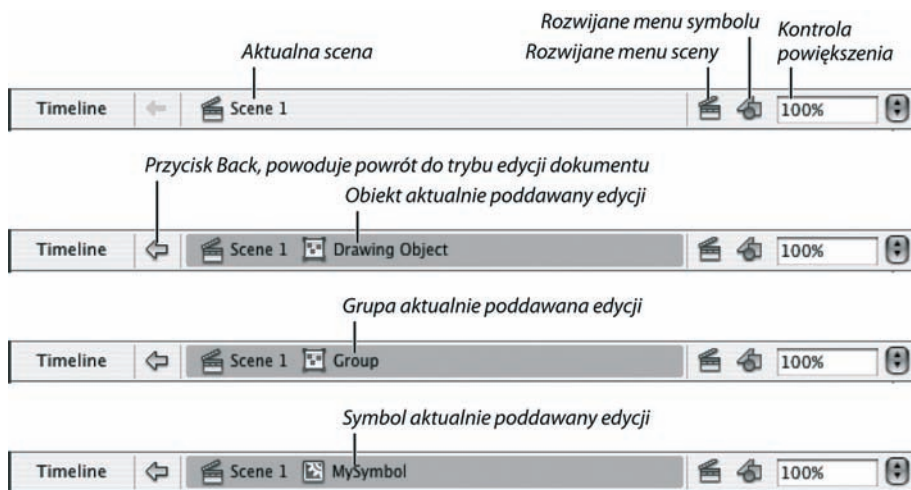 Rozwijane menu symbolu
Kontrola
powiększenia
Aktualna scena
Rozwijane menu sceny
Timeline Scene 1 100%
Przycisk Back, powoduje powrót do trybu edycji dokumentu
Obiekt aktualnie poddawany edycji
Timeline Scene 1 Drawing Object 100%
Grupa aktualnie poddawana edycji
Timeline Scene 1 Group 100%
Symbol aktualnie poddawany edycji
Timeline Scene 1 MySymbol 100%